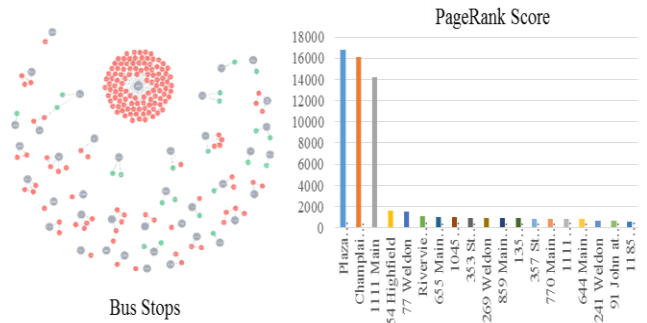 PageRank Score
18000
16000
14000
12000
10000
8000
6000
4000
2000
0
Plaza…
Champlai…
1111 Main
54 Highfield
77 Weldon
Rivervie…
655 Main…
1045…
353 St…
269 Weldon
859 Main…
135…
357 St…
770 Main…
1111…
644 Main…
241 Weldon
91 John at…
1185…
Bus Stops